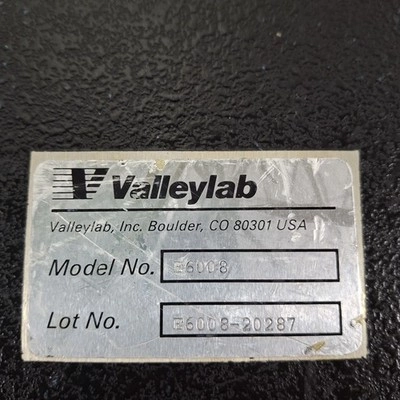 Valleylab
Valleylab, Inc. Boulder, CO 80301 USA
Model No. E6008
Lot No. E6008-20287